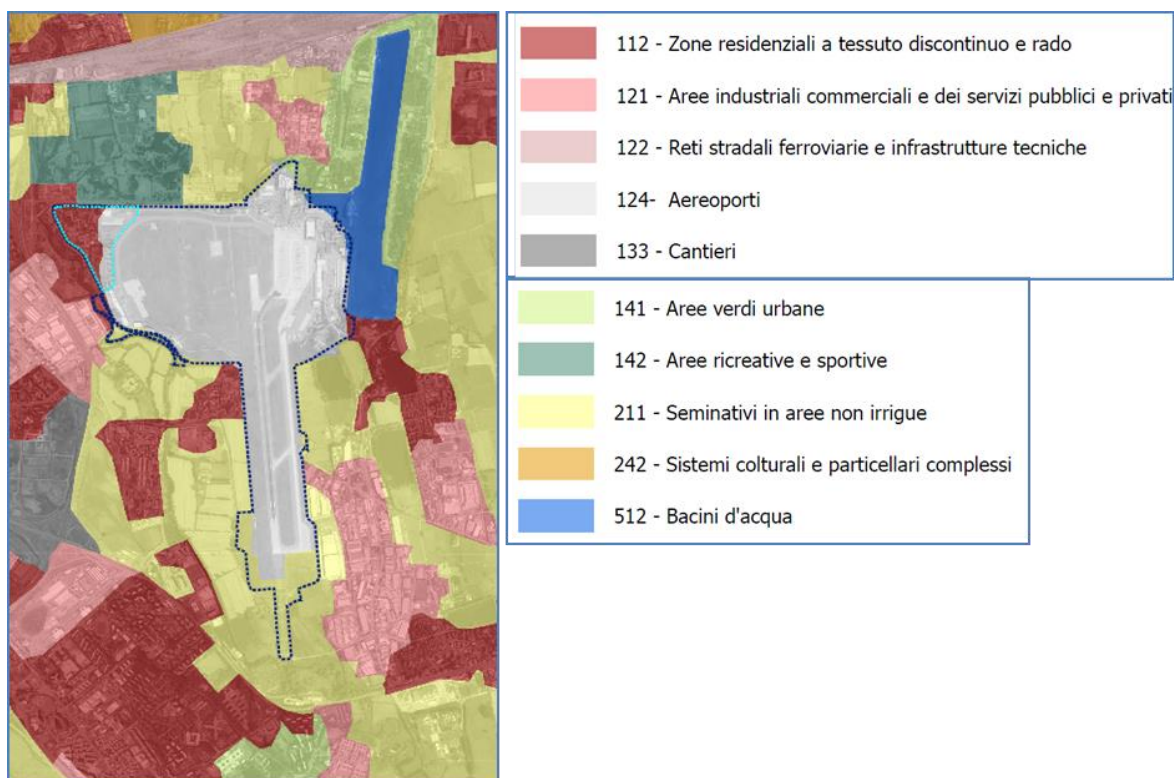 112 - Zone residenziali a tessuto discontinuo e rado
121 - Aree industriali commerciali e dei servizi pubblici e privati
122 - Reti stradali ferroviarie e infrastrutture tecniche
124- Aereoporti
133 - Cantieri
141 - Aree verdi urbane
142 - Aree ricreative e sportive
211 - Seminativi in aree non irrigue
242 - Sistemi colturali e particellari complessi
512 - Bacini d'acqua